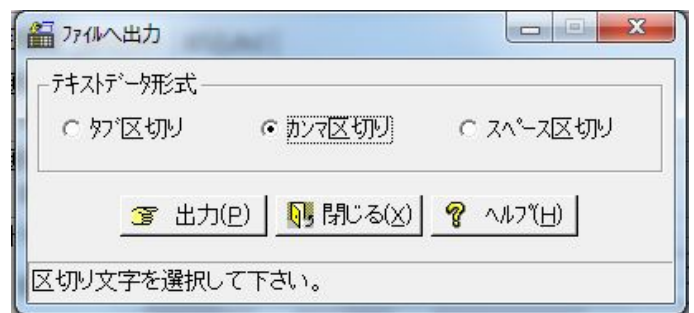 ﾌｧｲﾙへ出力
ﾃｷｽﾄﾃﾞｰﾀ形式
ﾀﾌﾞ区切り ｶﾝﾏ区切り ｽﾍﾟｰｽ区切り
出力(P) 閉じる(X) ﾍﾙﾌﾟ(H)
区切り文字を選択して下さい。